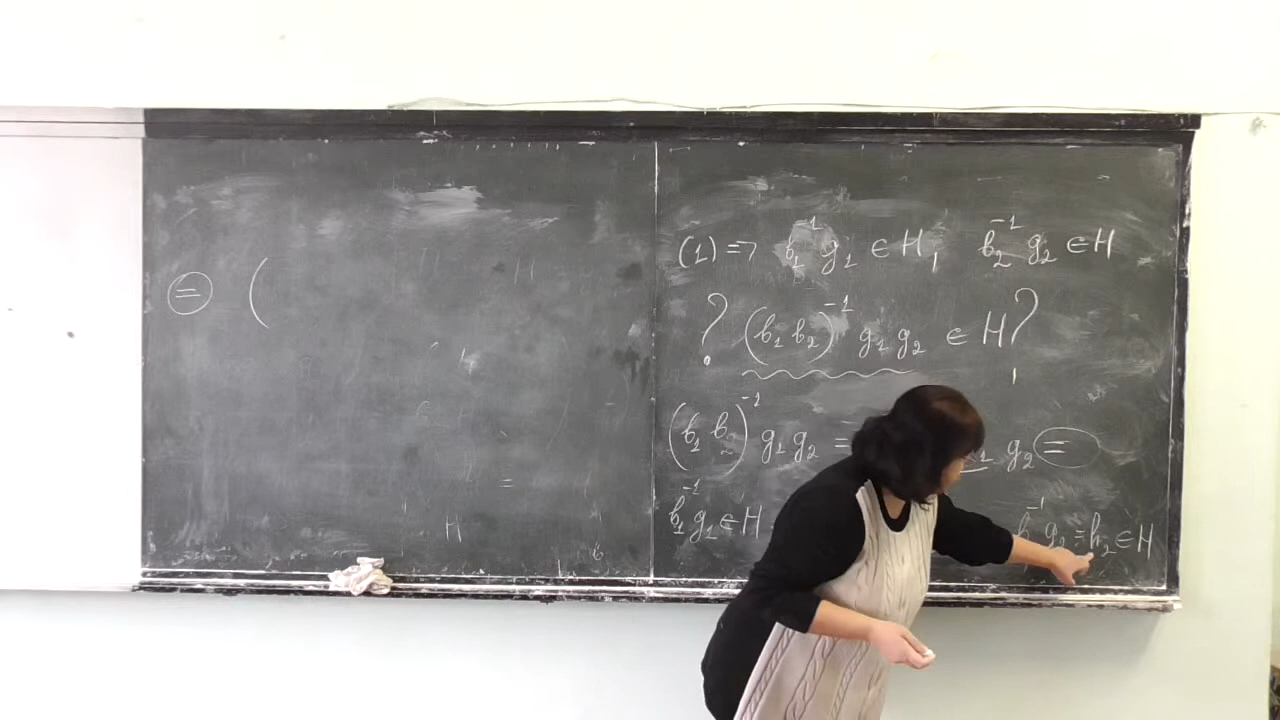 = (
(1) => b₁⁻¹ g₁ ∈ H, b₂⁻¹ g₂ ∈ H
? (b₁ b₂)⁻¹ g₁ g₂ ∈ H ?
(b₁ b₂)⁻¹ g₁ g₂ = g₂ =
b₁⁻¹ g₁ ∈ H g₂ = h₂ ∈ H